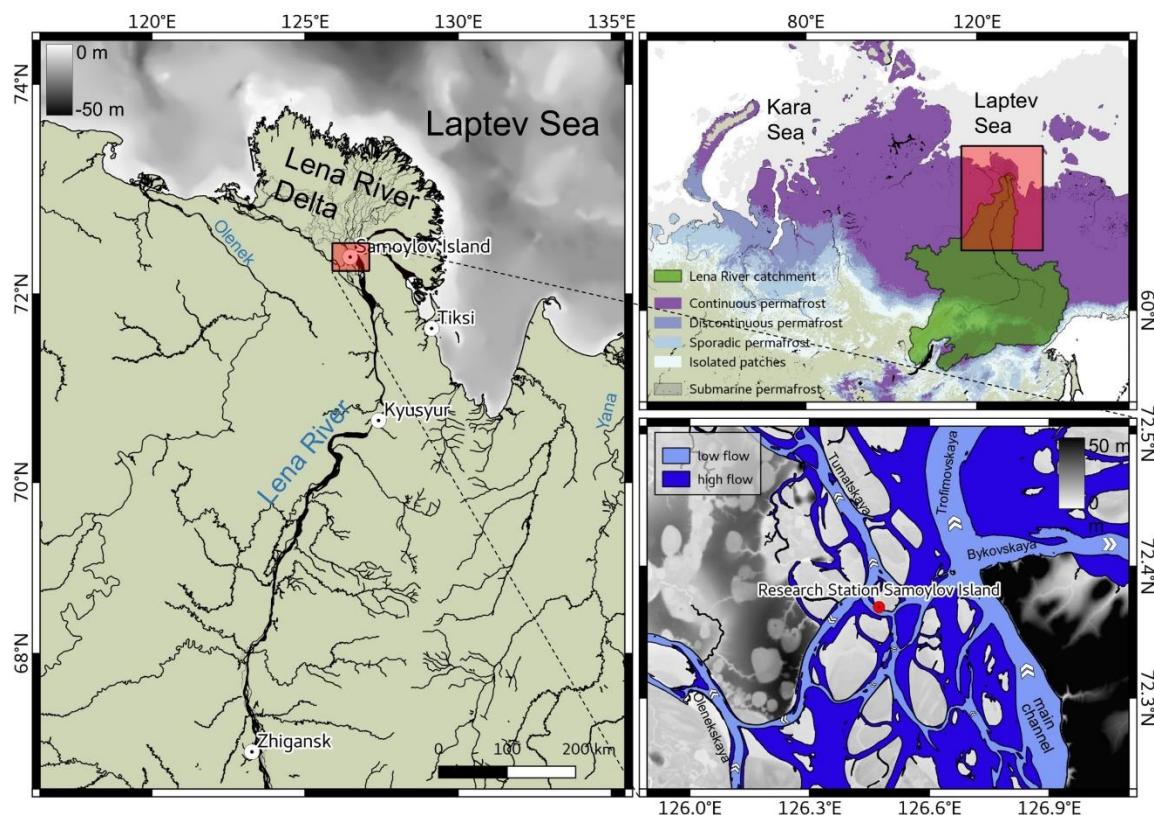 120°E
125°E
130°E
135°E
74°N
72°N
70°N
68°N
0 m
-50 m
Laptev Sea
Lena River
Delta
Olenek
Samoylov Island
Tiksi
Kyusyur
Yana
Lena River
Zhigansk
0
100
200 km
80°E
120°E
Kara
Sea
Laptev
Sea
60°N
Lena River catchment
Continuous permafrost
Discontinuous permafrost
Sporadic permafrost
Isolated patches
Submarine permafrost
low flow
high flow
50 m
m
Tumatskaya
Trofimovskaya
Bykovskaya
Research Station Samoylov Island
Olenekskaya
main
channel
72.5°N
72.4°N
72.3°N
126.0°E
126.3°E
126.6°E
126.9°E